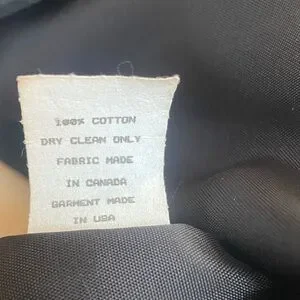 100% COTTON
DRY CLEAN ONLY
FABRIC MADE
IN CANADA
GARMENT MADE
IN USA